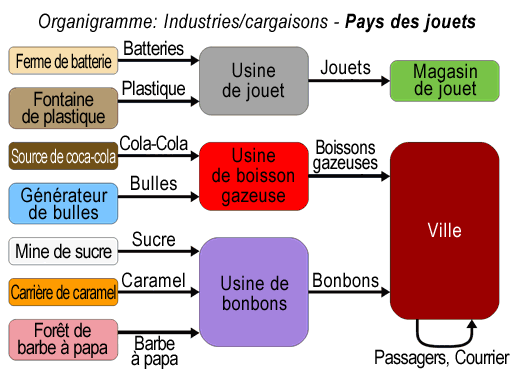 Organigramme: Industries/cargaisons - Pays des jouets
Ferme de batterie
Batteries
Fontaine
de plastique
Plastique
Usine
de jouet
Jouets
Magasin
de jouet
Source de coca-cola
Cola-Cola
Générateur
de bulles
Bulles
Usine
de boisson
gazeuse
Boissons
gazeuses
Ville
Mine de sucre
Sucre
Carrière de caramel
Caramel
Forêt de
barbe à papa
Barbe
à papa
Usine de
bonbons
Bonbons
Passagers, Courrier